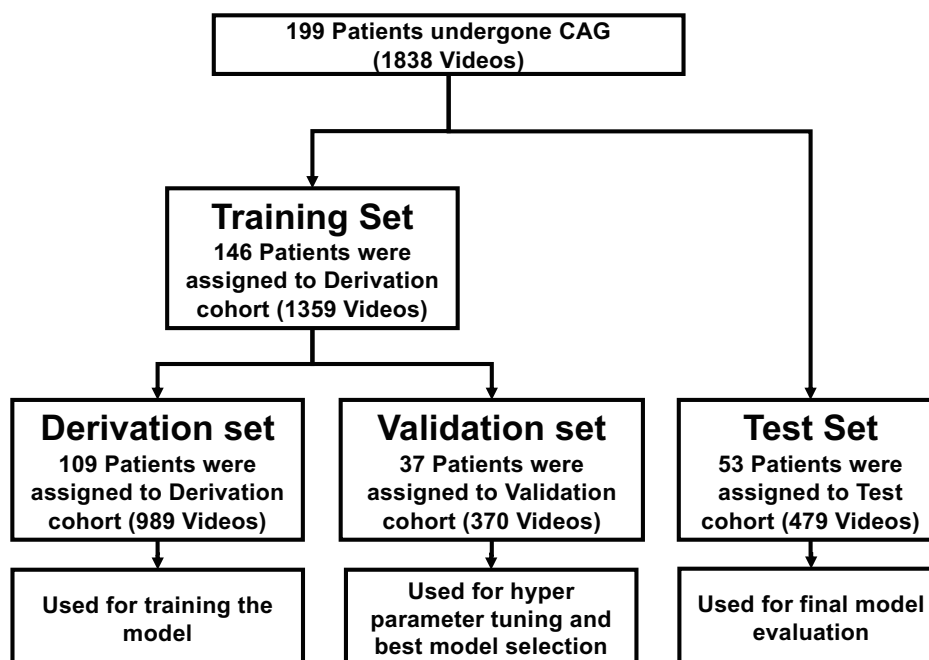 199 Patients undergone CAG
(1838 Videos)
Training Set
146 Patients were
assigned to Derivation
cohort (1359 Videos)
Derivation set
109 Patients were
assigned to Derivation
cohort (989 Videos)
Validation set
37 Patients were
assigned to Validation
cohort (370 Videos)
Test Set
53 Patients were
assigned to Test
cohort (479 Videos)
Used for training the
model
Used for hyper
parameter tuning and
best model selection
Used for final model
evaluation